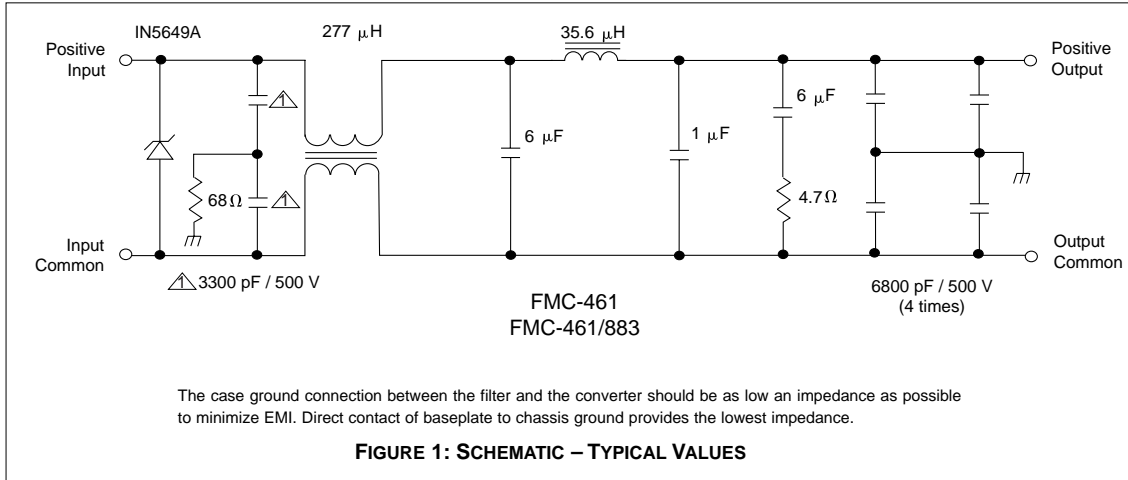 IN5649A
277 μH
35.6 μH
Positive
Input
Positive
Output
1
6 μF
6 μF
1 μF
68Ω
1
4.7Ω
Input
Common
Output
Common
1 3300 pF / 500 V
6800 pF / 500 V
(4 times)
FMC-461
FMC-461/883
The case ground connection between the filter and the converter should be as low an impedance as possible
to minimize EMI. Direct contact of baseplate to chassis ground provides the lowest impedance.
FIGURE 1: SCHEMATIC – TYPICAL VALUES